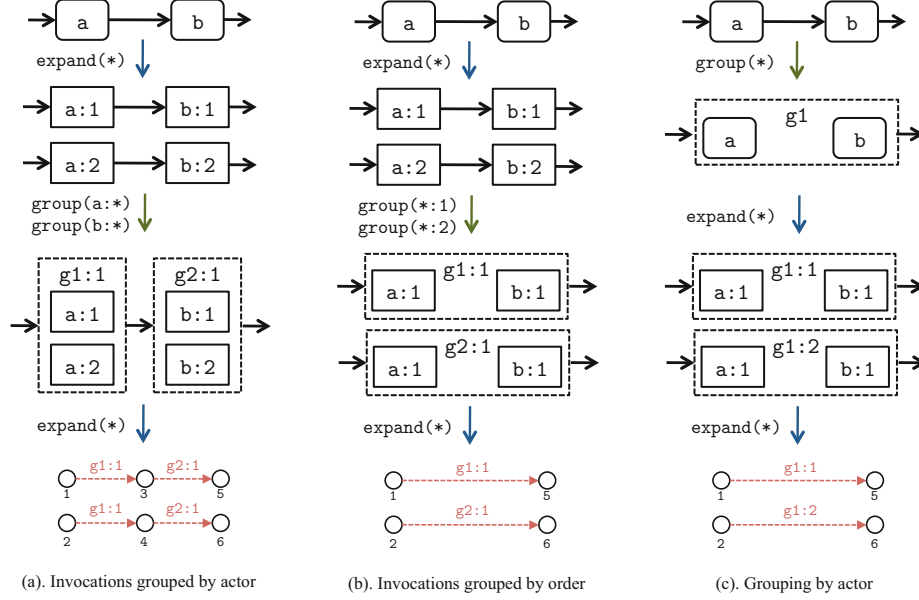 a b
expand(*)
a:1 b:1
a:2 b:2
group(a:*)
group(b:*)
g1:1 g2:1
a:1 b:1
a:2 b:2
expand(*)
g1:1 g2:1
1 3 5
g1:1 g2:1
2 4 6
(a). Invocations grouped by actor
a b
expand(*)
a:1 b:1
a:2 b:2
group(*:1)
group(*:2)
g1:1
a:1 b:1
g2:1
a:1 b:1
expand(*)
g1:1
1 5
g2:1
2 6
(b). Invocations grouped by order
a b
group(*)
g1
a b
expand(*)
g1:1
a:1 b:1
g1:2
a:1 b:1
expand(*)
g1:1
1 5
g1:2
2 6
(c). Grouping by actor